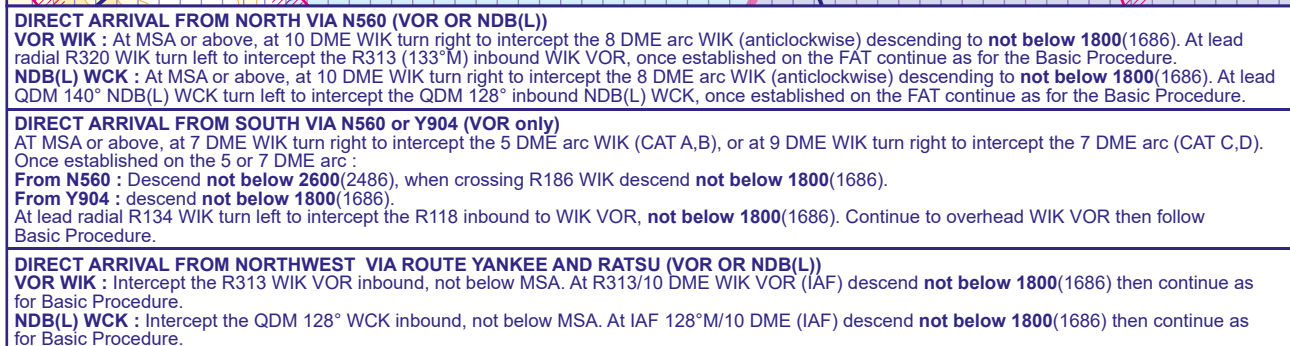 DIRECT ARRIVAL FROM NORTH VIA N560 (VOR OR NDB(L))
VOR WIK : At MSA or above, at 10 DME WIK turn right to intercept the 8 DME arc WIK (anticlockwise) descending to not below 1800(1686). At lead
radial R320 WIK turn left to intercept the R313 (133°M) inbound WIK VOR, once established on the FAT continue as for the Basic Procedure.
NDB(L) WCK : At MSA or above, at 10 DME WIK turn right to intercept the 8 DME arc WIK (anticlockwise) descending to not below 1800(1686). At lead
QDM 140° NDB(L) WCK turn left to intercept the QDM 128° inbound NDB(L) WCK, once established on the FAT continue as for the Basic Procedure.
DIRECT ARRIVAL FROM SOUTH VIA N560 or Y904 (VOR only)
AT MSA or above, at 7 DME WIK turn right to intercept the 5 DME arc WIK (CAT A,B), or at 9 DME WIK turn right to intercept the 7 DME arc (CAT C,D).
Once established on the 5 or 7 DME arc :
From N560 : Descend not below 2600(2486), when crossing R186 WIK descend not below 1800(1686).
From Y904 : descend not below 1800(1686).
At lead radial R134 WIK turn left to intercept the R118 inbound to WIK VOR, not below 1800(1686). Continue to overhead WIK VOR then follow
Basic Procedure.
DIRECT ARRIVAL FROM NORTHWEST VIA ROUTE YANKEE AND RATSU (VOR OR NDB(L))
VOR WIK : Intercept the R313 WIK VOR inbound, not below MSA. At R313/10 DME WIK VOR (IAF) descend not below 1800(1686) then continue as
for Basic Procedure.
NDB(L) WCK : Intercept the QDM 128° WCK inbound, not below MSA. At IAF 128°M/10 DME (IAF) descend not below 1800(1686) then continue as
for Basic Procedure.